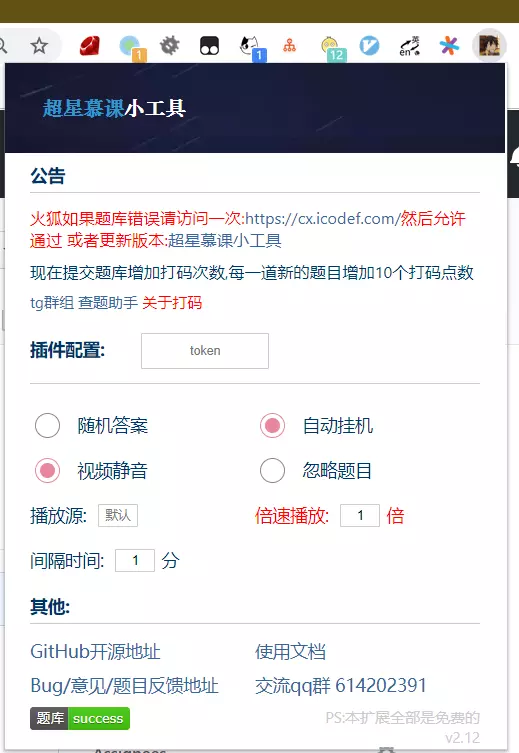 1
1
12
英
en
超星慕课小工具
公告
火狐如果题库错误请访问一次:https://cx.icodef.com/然后允许
通过 或者更新版本:超星慕课小工具
现在提交题库增加打码次数,每一道新的题目增加10个打码点数
tg群组 查题助手 关于打码
插件配置: token
随机答案 自动挂机
视频静音 忽略题目
播放源: 默认 倍速播放: 1 倍
间隔时间: 1 分
其他:
GitHub开源地址 使用文档
Bug/意见/题目反馈地址 交流qq群 614202391
题库 success PS:本扩展全部是免费的
v2.12